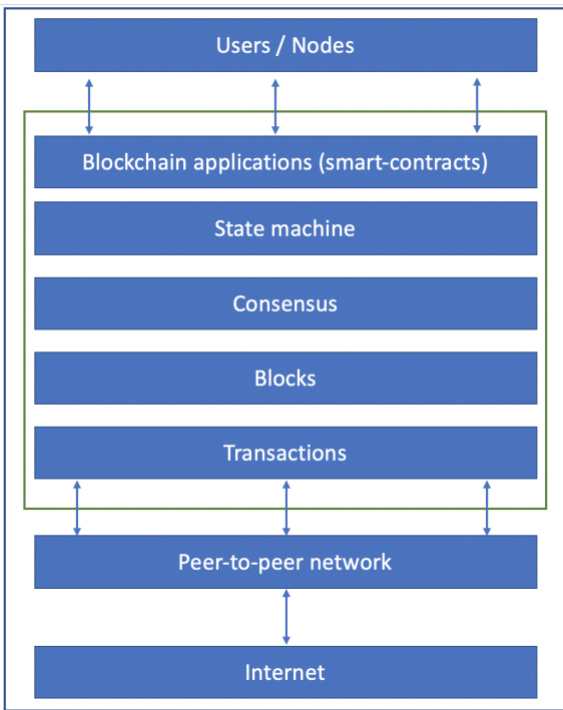 Users / Nodes
Blockchain applications (smart-contracts)
State machine
Consensus
Blocks
Transactions
Peer-to-peer network
Internet